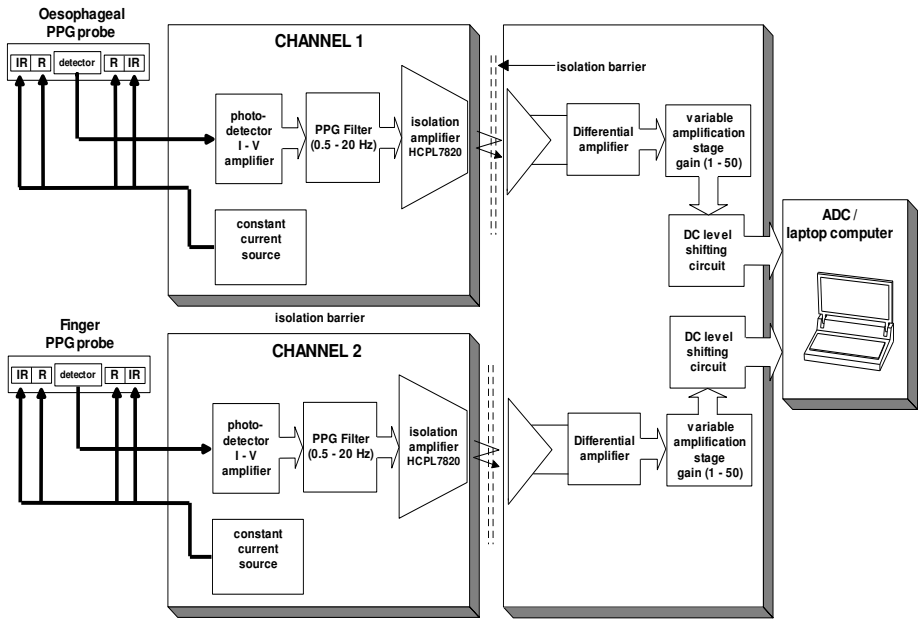 Oesophageal
PPG probe
IR R detector R IR
CHANNEL 1
photo-
detector
I - V
amplifier
PPG Filter
(0.5 - 20 Hz)
isolation
amplifier
HCPL7820
constant
current
source
isolation barrier
Differential
amplifier
variable
amplification
stage
gain (1 - 50)
DC level
shifting
circuit
ADC /
laptop computer
isolation barrier
Finger
PPG probe
IR R detector R IR
CHANNEL 2
photo-
detector
I - V
amplifier
PPG Filter
(0.5 - 20 Hz)
isolation
amplifier
HCPL7820
constant
current
source
Differential
amplifier
DC level
shifting
circuit
variable
amplification
stage
gain (1 - 50)